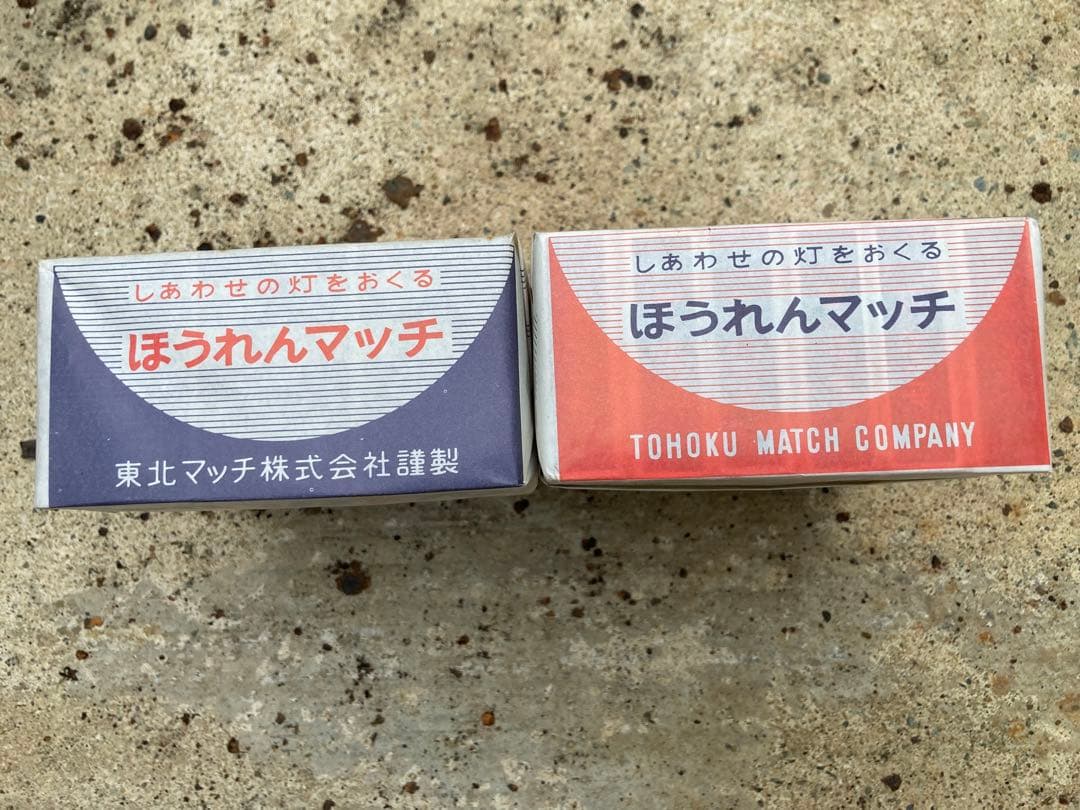 しあわせの灯をおくる
ほうれんマッチ
東北マッチ株式会社謹製
しあわせの灯をおくる
ほうれんマッチ
TOHOKU MATCH COMPANY